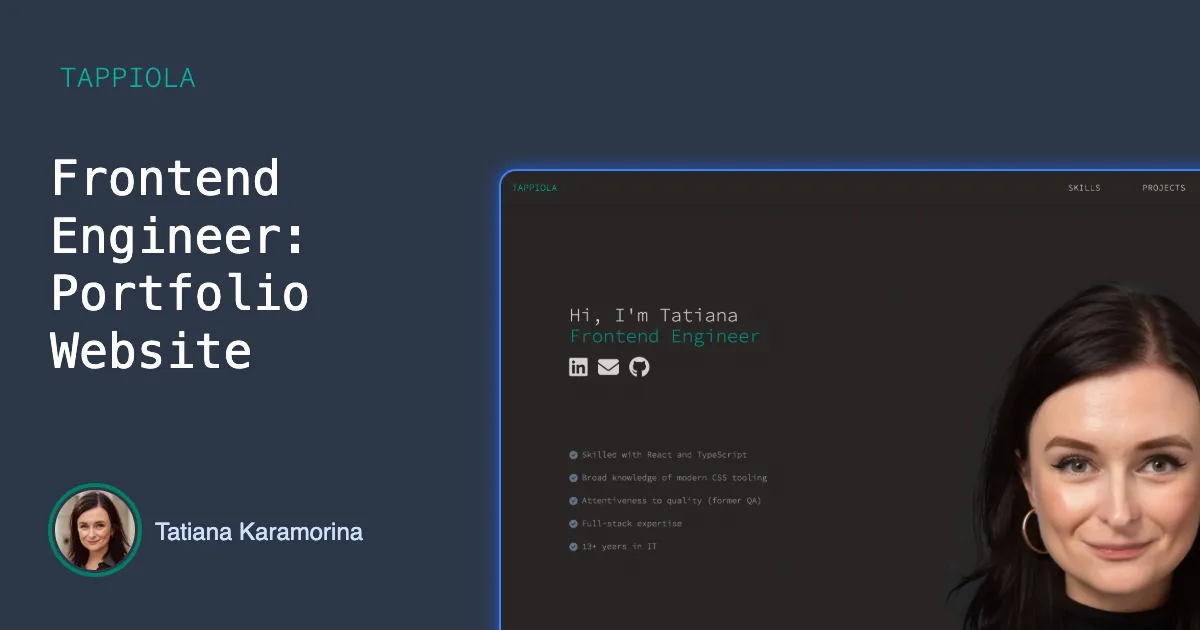 TAPPIOLA
Frontend
Engineer:
Portfolio
Website
Tatiana Karamorina
TAPPIOLA
SKILLS
PROJECTS
Hi, I'm Tatiana
Frontend Engineer
in
Skilled with React and TypeScript
Broad knowledge of modern CSS tooling
Attentiveness to quality (former QA)
Full-stack expertise
13+ years in IT